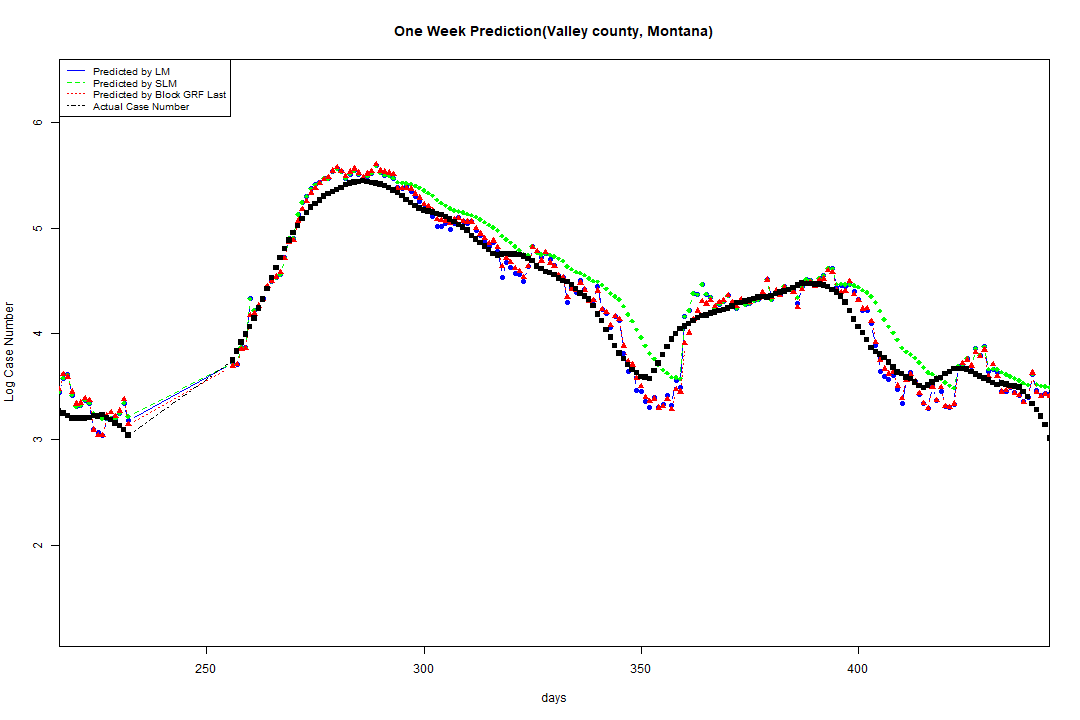 One Week Prediction(Valley county, Montana)
Predicted by LM
Predicted by SLM
Predicted by Block GRF Last
Actual Case Number
Log Case Number
6
5
4
3
2
250
300
350
400
days